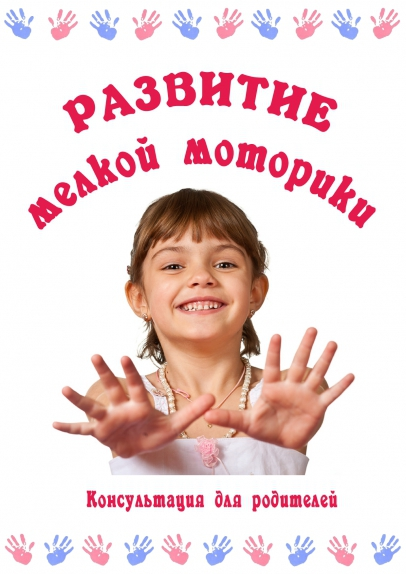 РАЗВИТИЕ
мелкой моторики
Консультация для родителей